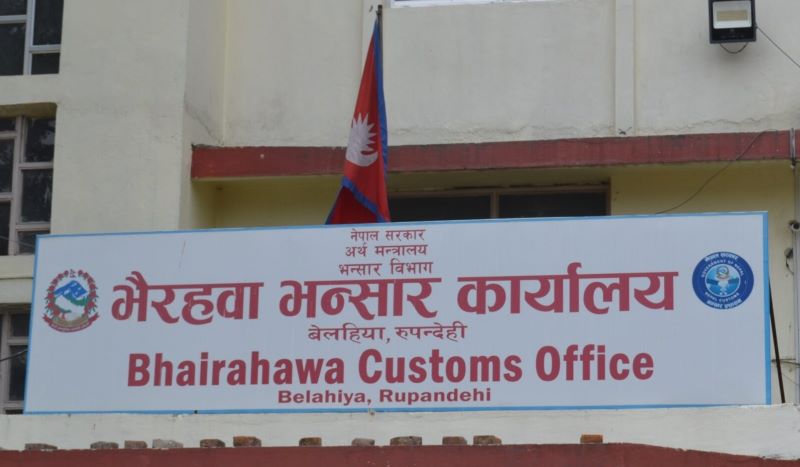 नेपाल सरकार
अर्थ मन्त्रालय
भन्सार विभाग
भैरहवा भन्सार कार्यालय
बेलहिया, रुपन्देही
Bhairahawa Customs Office
Belahiya, Rupandehi